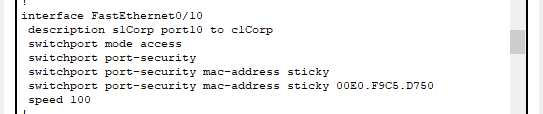 !
interface FastEthernet0/10
description s1Corp port10 to c1Corp
switchport mode access
switchport port-security
switchport port-security mac-address sticky
switchport port-security mac-address sticky 00E0.F9C5.D750
speed 100
!